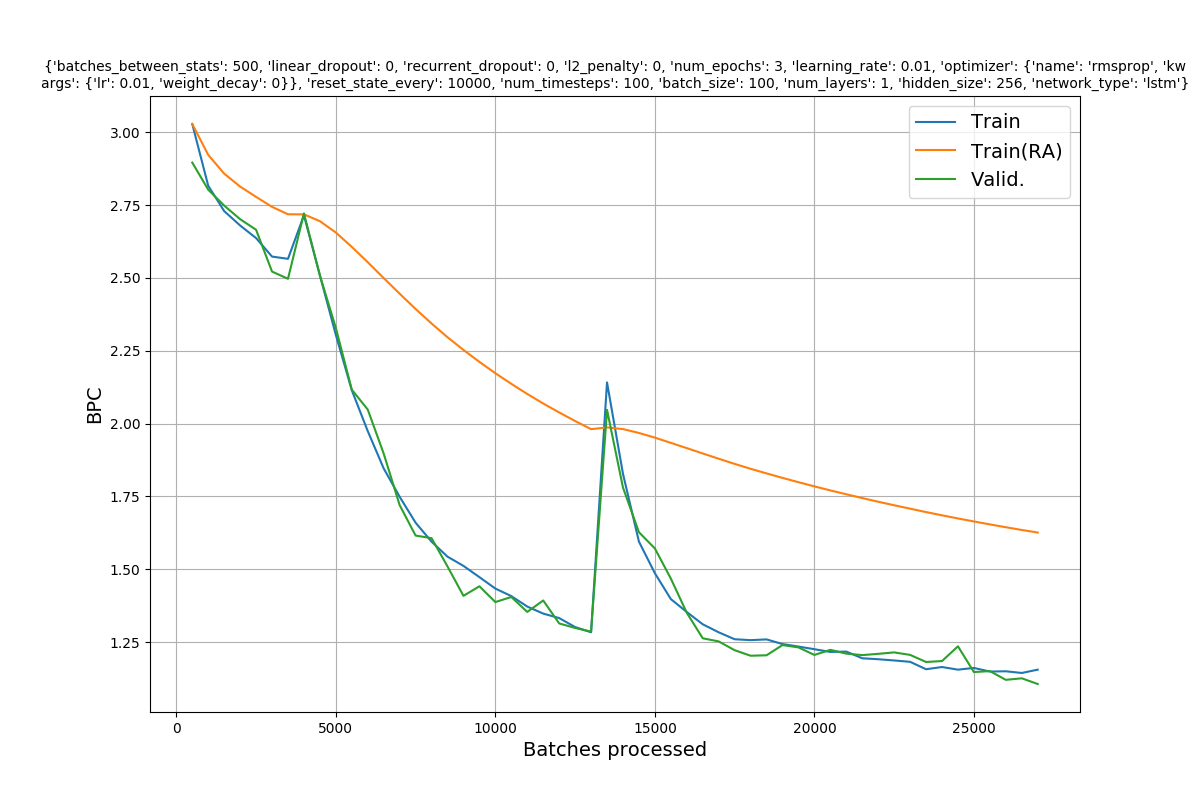 {'batches_between_stats': 500, 'linear_dropout': 0, 'recurrent_dropout': 0, 'l2_penalty': 0, 'num_epochs': 3, 'learning_rate': 0.01, 'optimizer': {'name': 'rmsprop', 'kw
args': {'lr': 0.01, 'weight_decay': 0}}, 'reset_state_every': 10000, 'num_timesteps': 100, 'batch_size': 100, 'num_layers': 1, 'hidden_size': 256, 'network_type': 'lstm'}
Train
Train(RA)
Valid.
3.00
2.75
2.50
2.25
2.00
1.75
1.50
1.25
BPC
0
5000
10000
15000
20000
25000
Batches processed